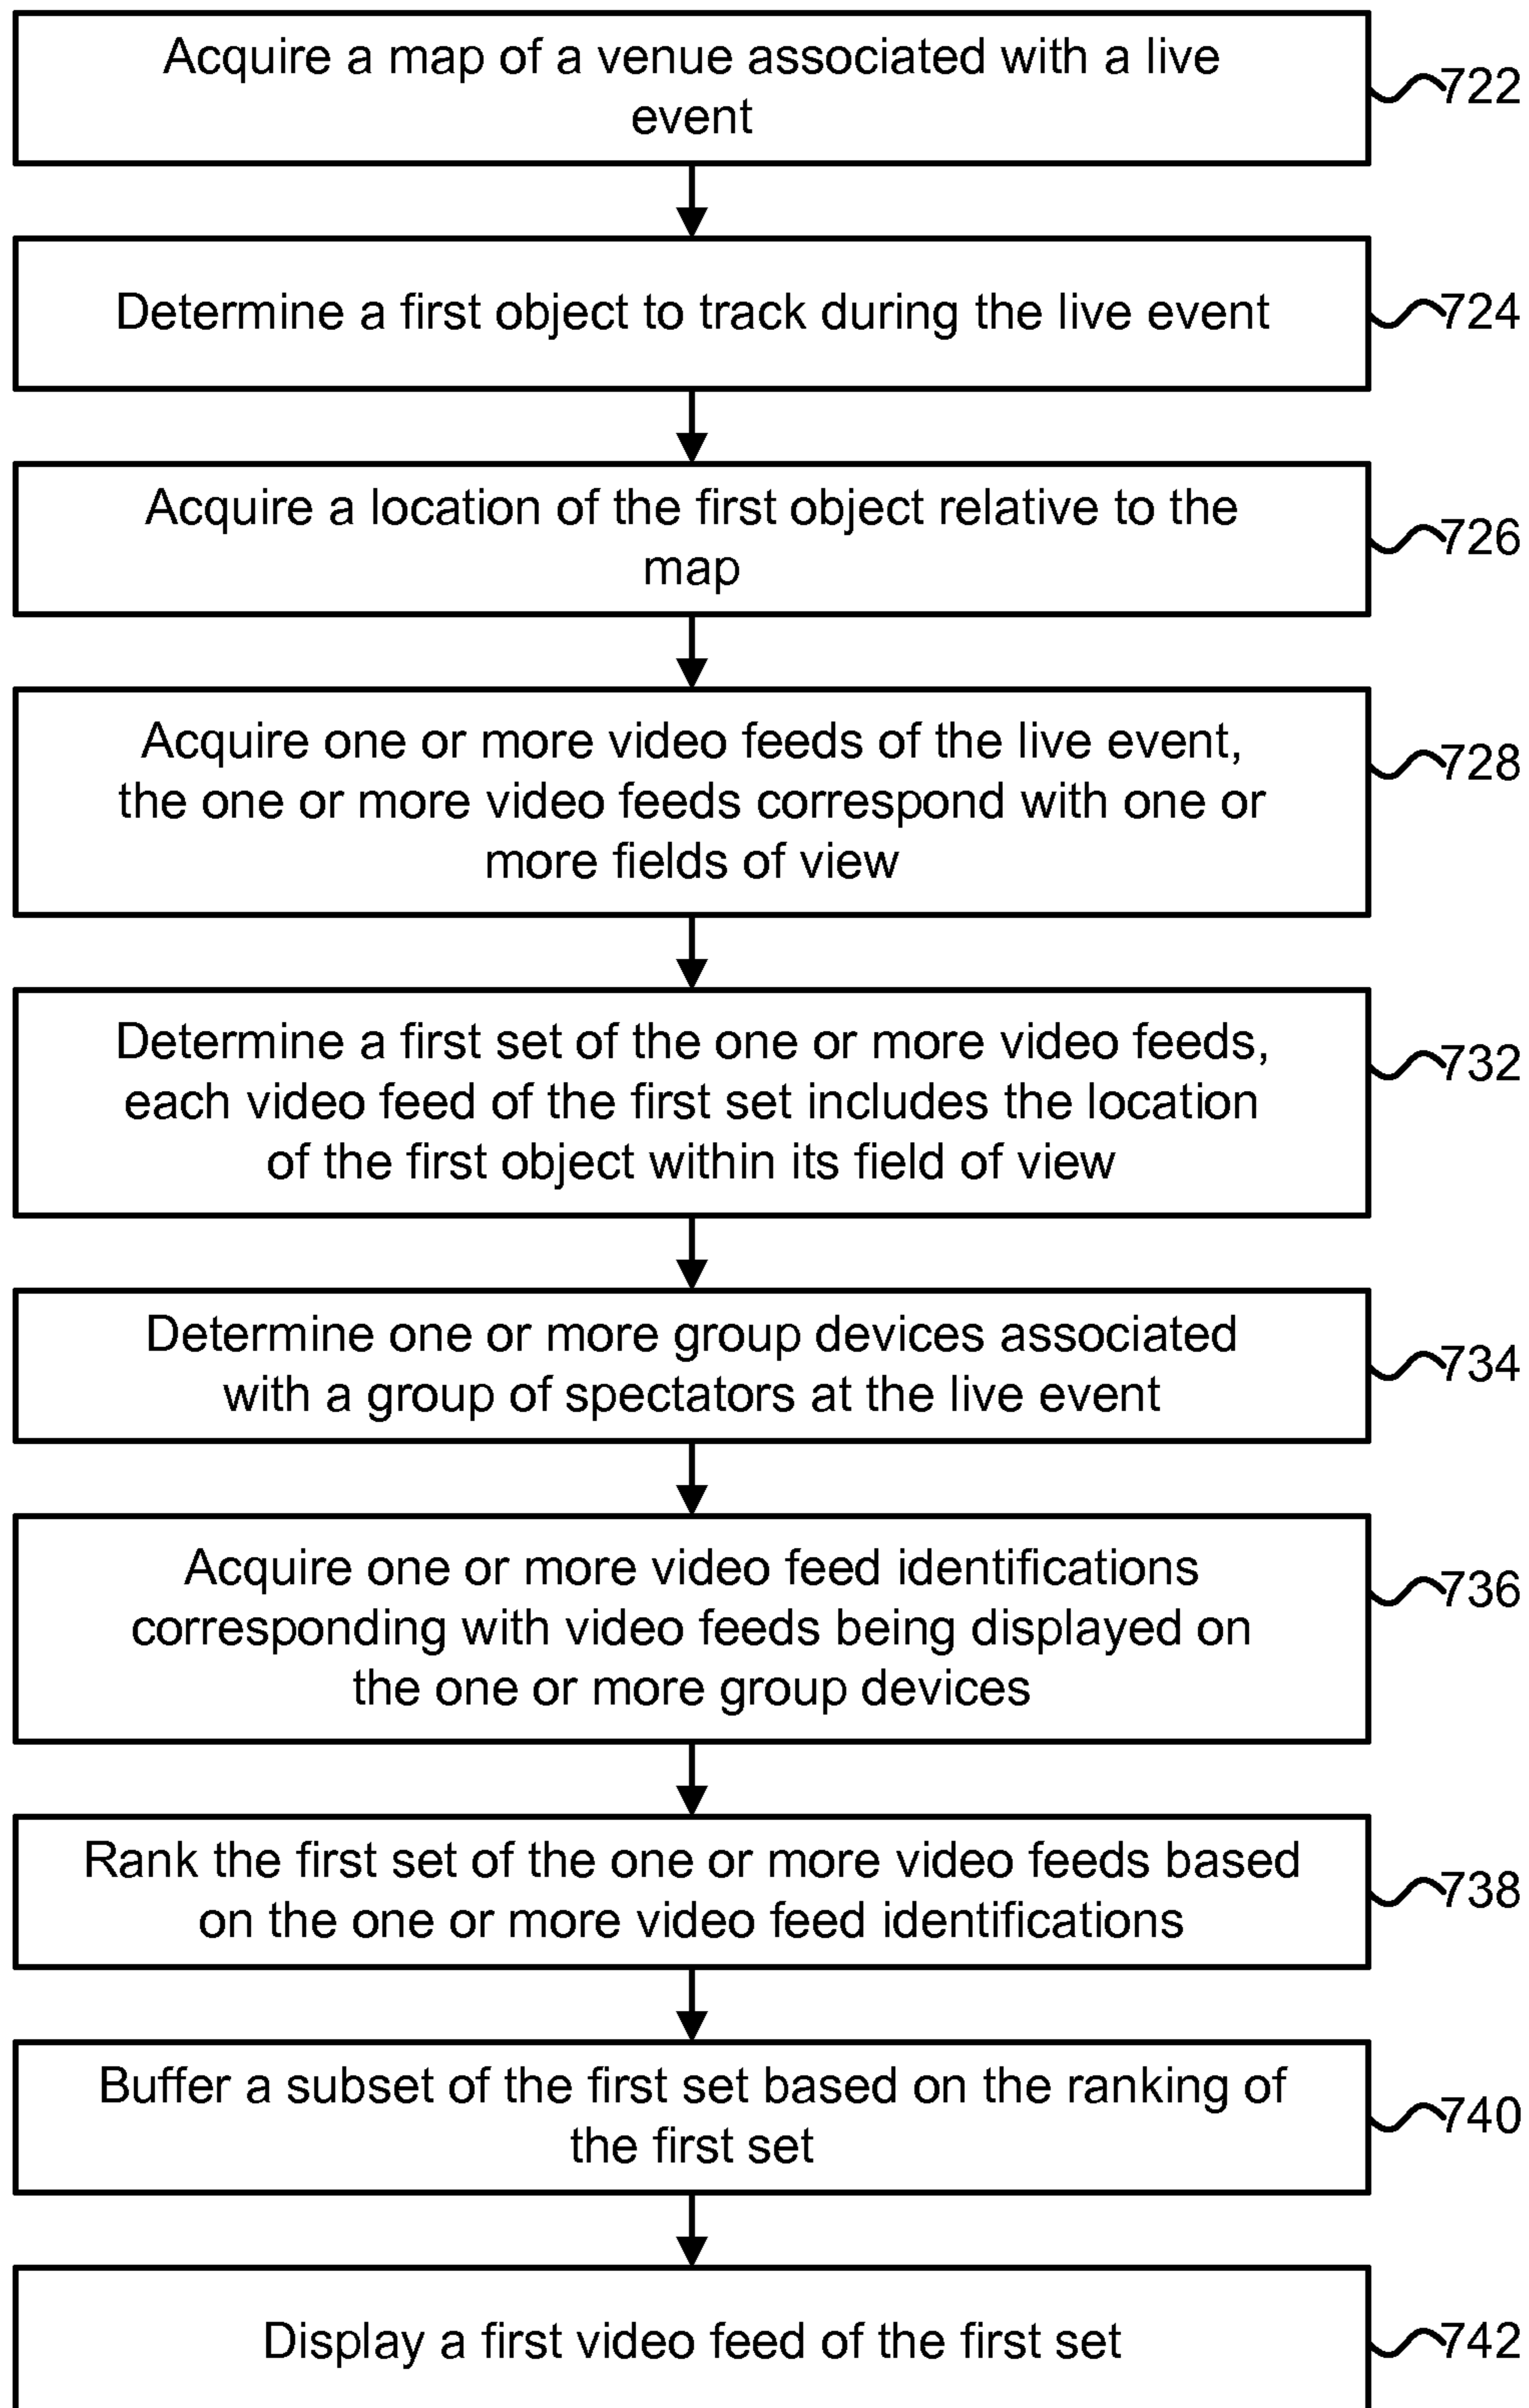 Acquire a map of a venue associated with a live
event
722
Determine a first object to track during the live event
724
Acquire a location of the first object relative to the
map
726
Acquire one or more video feeds of the live event,
the one or more video feeds correspond with one or
more fields of view
728
Determine a first set of the one or more video feeds,
each video feed of the first set includes the location
of the first object within its field of view
732
Determine one or more group devices associated
with a group of spectators at the live event
734
Acquire one or more video feed identifications
corresponding with video feeds being displayed on
the one or more group devices
736
Rank the first set of the one or more video feeds based
on the one or more video feed identifications
738
Buffer a subset of the first set based on the ranking of
the first set
740
Display a first video feed of the first set
742